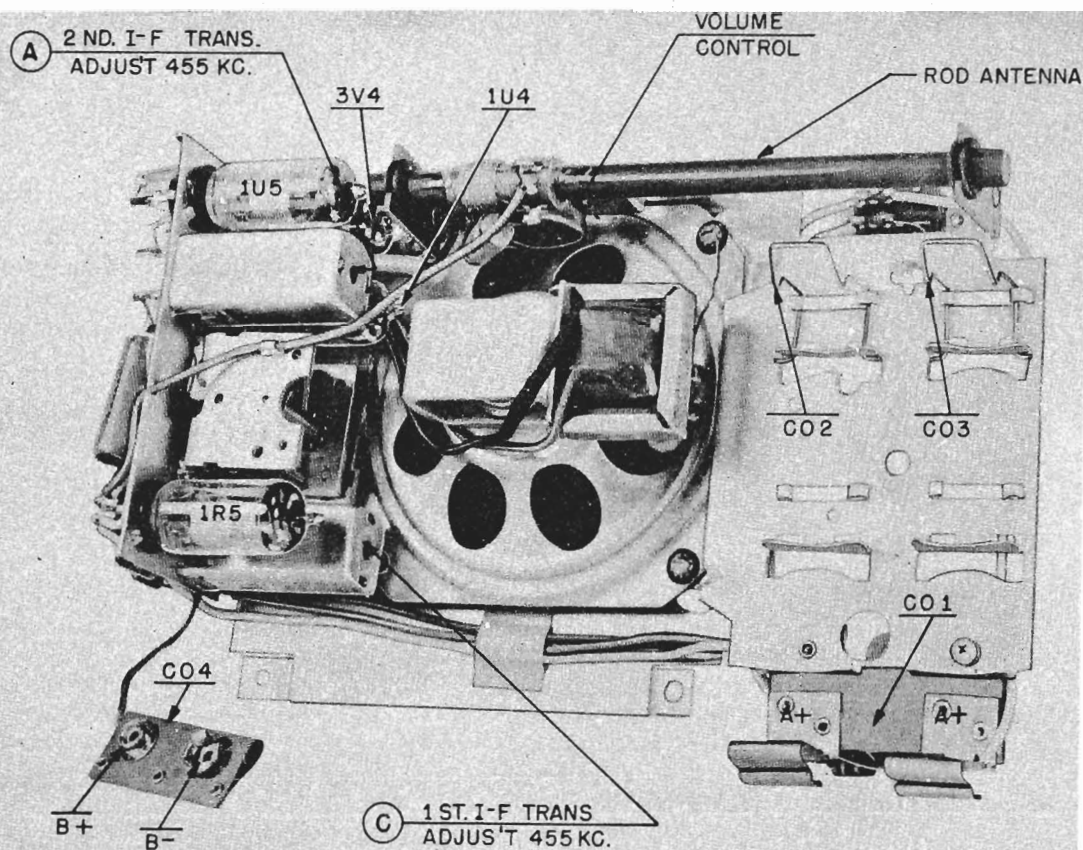 A
2 ND. I-F TRANS.
ADJUST 455 KC.
VOLUME
CONTROL
ROD ANTENNA
3V4
1U4
1U5
CO2
CO3
1R5
CO1
CO4
A+
A+
B+
B-
C
1 ST. I-F TRANS
ADJUS'T 455 KC.